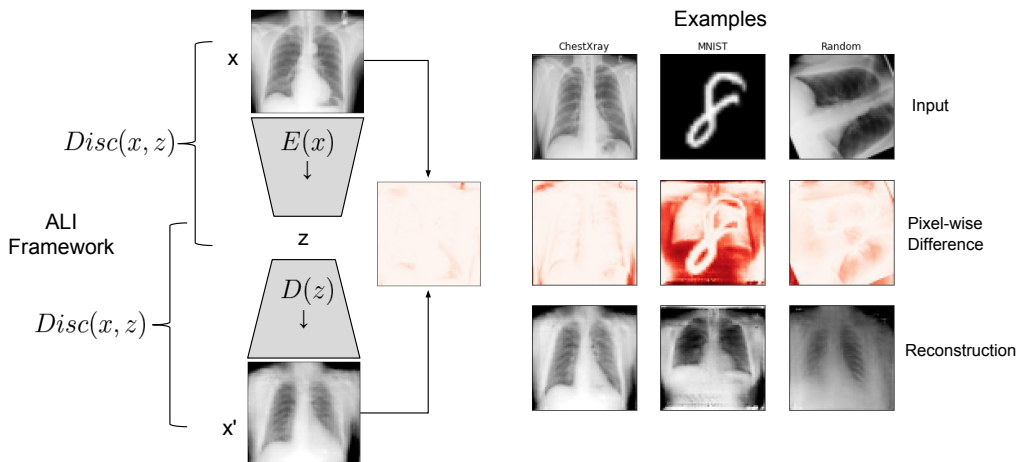 x
E(x)
↓
Disc(x, z)
ALI
Framework
z
D(z)
↓
Disc(x, z)
x'
Examples
ChestXray MNIST Random
Input
Pixel-wise
Difference
Reconstruction